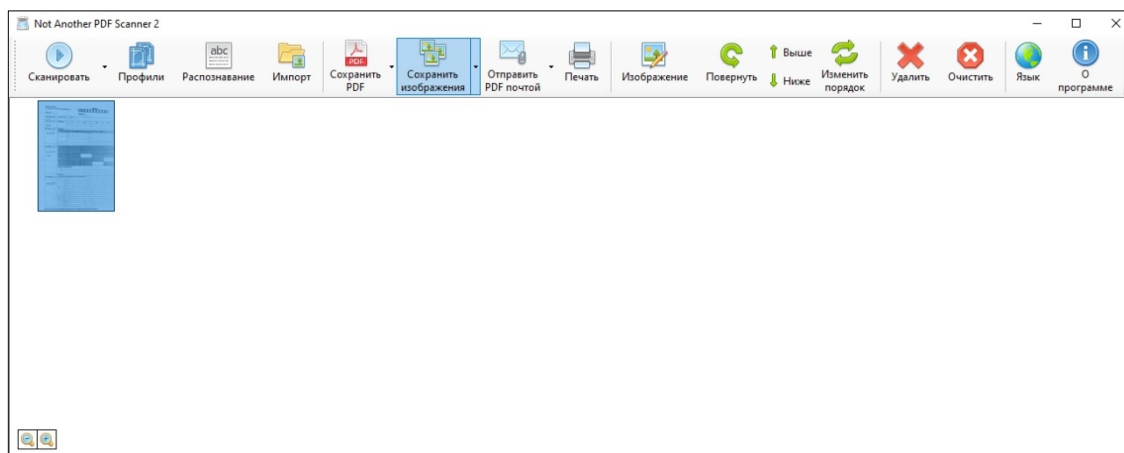 Not Another PDF Scanner 2
Сканировать
Профили
abc
Распознавание
Импорт
PDF
Сохранить
PDF
Сохранить
изображения
Отправить
PDF почтой
Печать
Изображение
Повернуть
Выше
Ниже
Изменить
порядок
Удалить
Очистить
Язык
О
программе